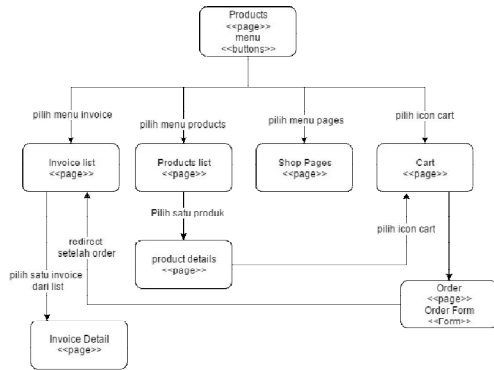 Products
<<page>>
menu
<<buttons>>
pilih menu invoice
pilih menu products
pilih menu pages
pilih icon cart
Invoice list
<<page>>
Products list
<<page>>
Shop Pages
<<page>>
Cart
<<page>>
Pilih satu produk
redirect
setelah order
pilih icon cart
product details
<<page>>
pilih satu invoice
dari list
Order
<<page>>
Order Form
<<Form>>
Invoice Detail
<<page>>